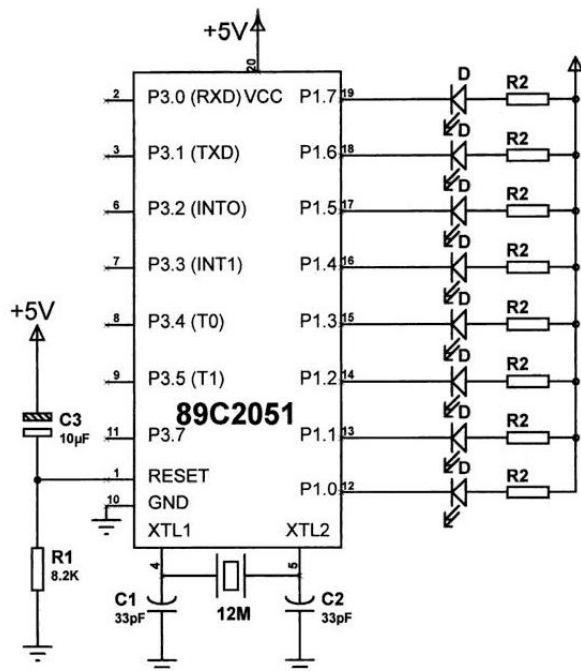 +5V
20
D
R2
2
P3.0 (RXD) VCC
P1.7
19
D
R2
3
P3.1 (TXD)
P1.6
18
D
R2
6
P3.2 (INTO)
P1.5
17
D
R2
7
P3.3 (INT1)
P1.4
16
D
R2
+5V
8
P3.4 (T0)
P1.3
15
D
R2
9
P3.5 (T1)
P1.2
14
89C2051
C3
10µF
D
R2
11
P3.7
P1.1
13
D
R2
1
RESET
P1.0
12
10
GND
XTL1
XTL2
R1
8.2K
4
5
C1
33pF
12M
C2
33pF